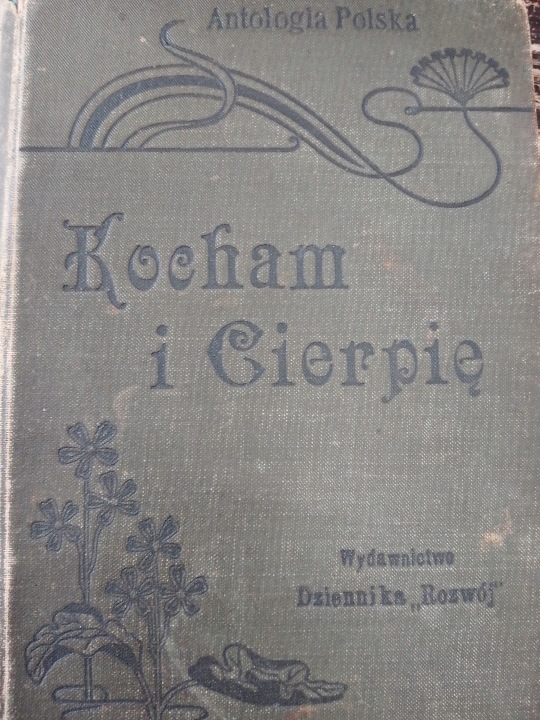 Antologia Polska
Kocham
i Cierpię
Wydawnictwo
Dziennika „Rozwój”